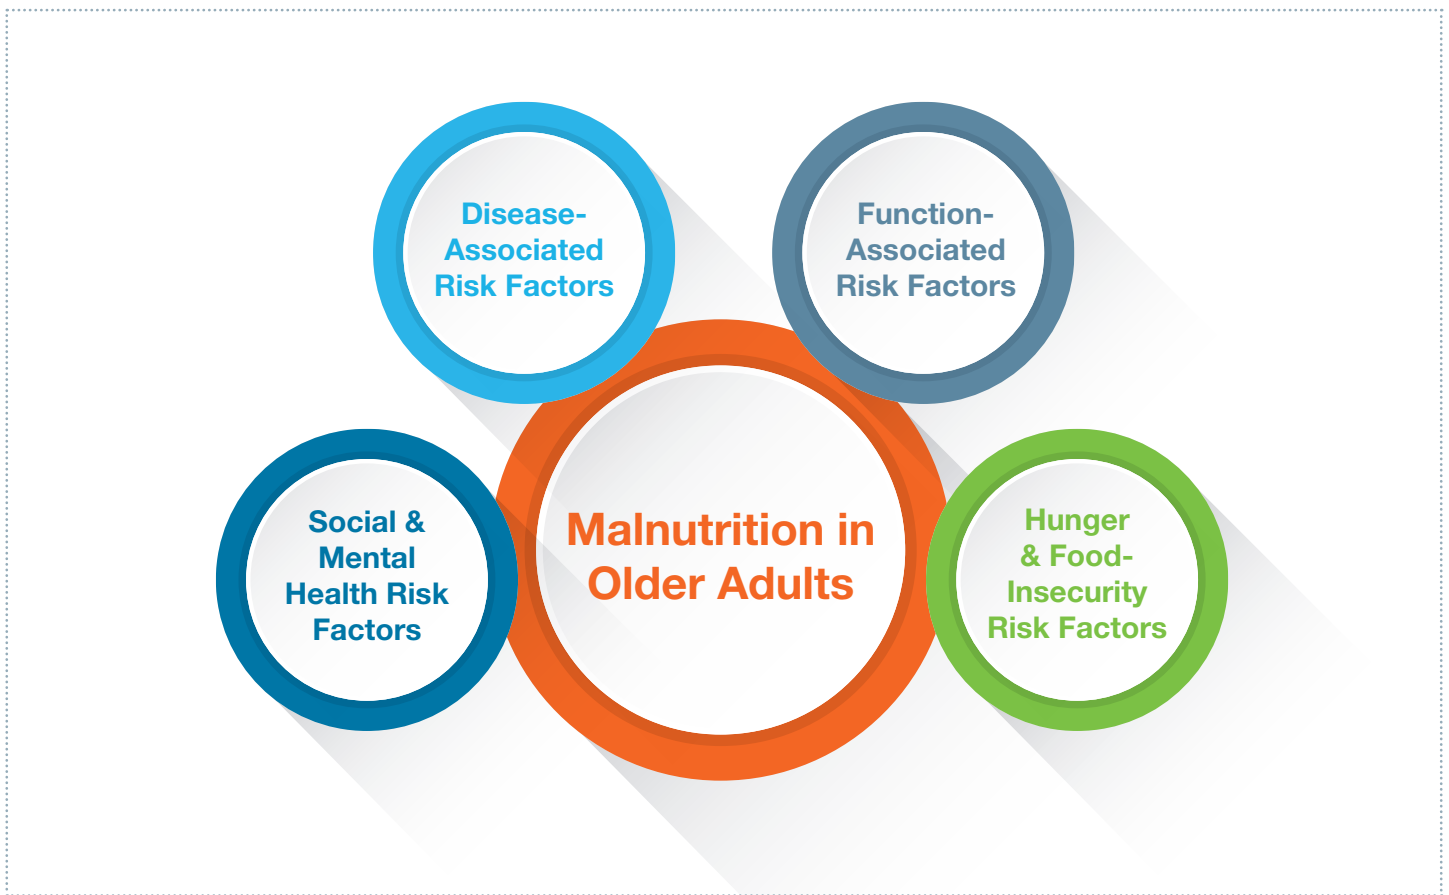 Disease-
Associated
Risk Factors
Function-
Associated
Risk Factors
Social &
Mental
Health Risk
Factors
Malnutrition in
Older Adults
Hunger
& Food-
Insecurity
Risk Factors